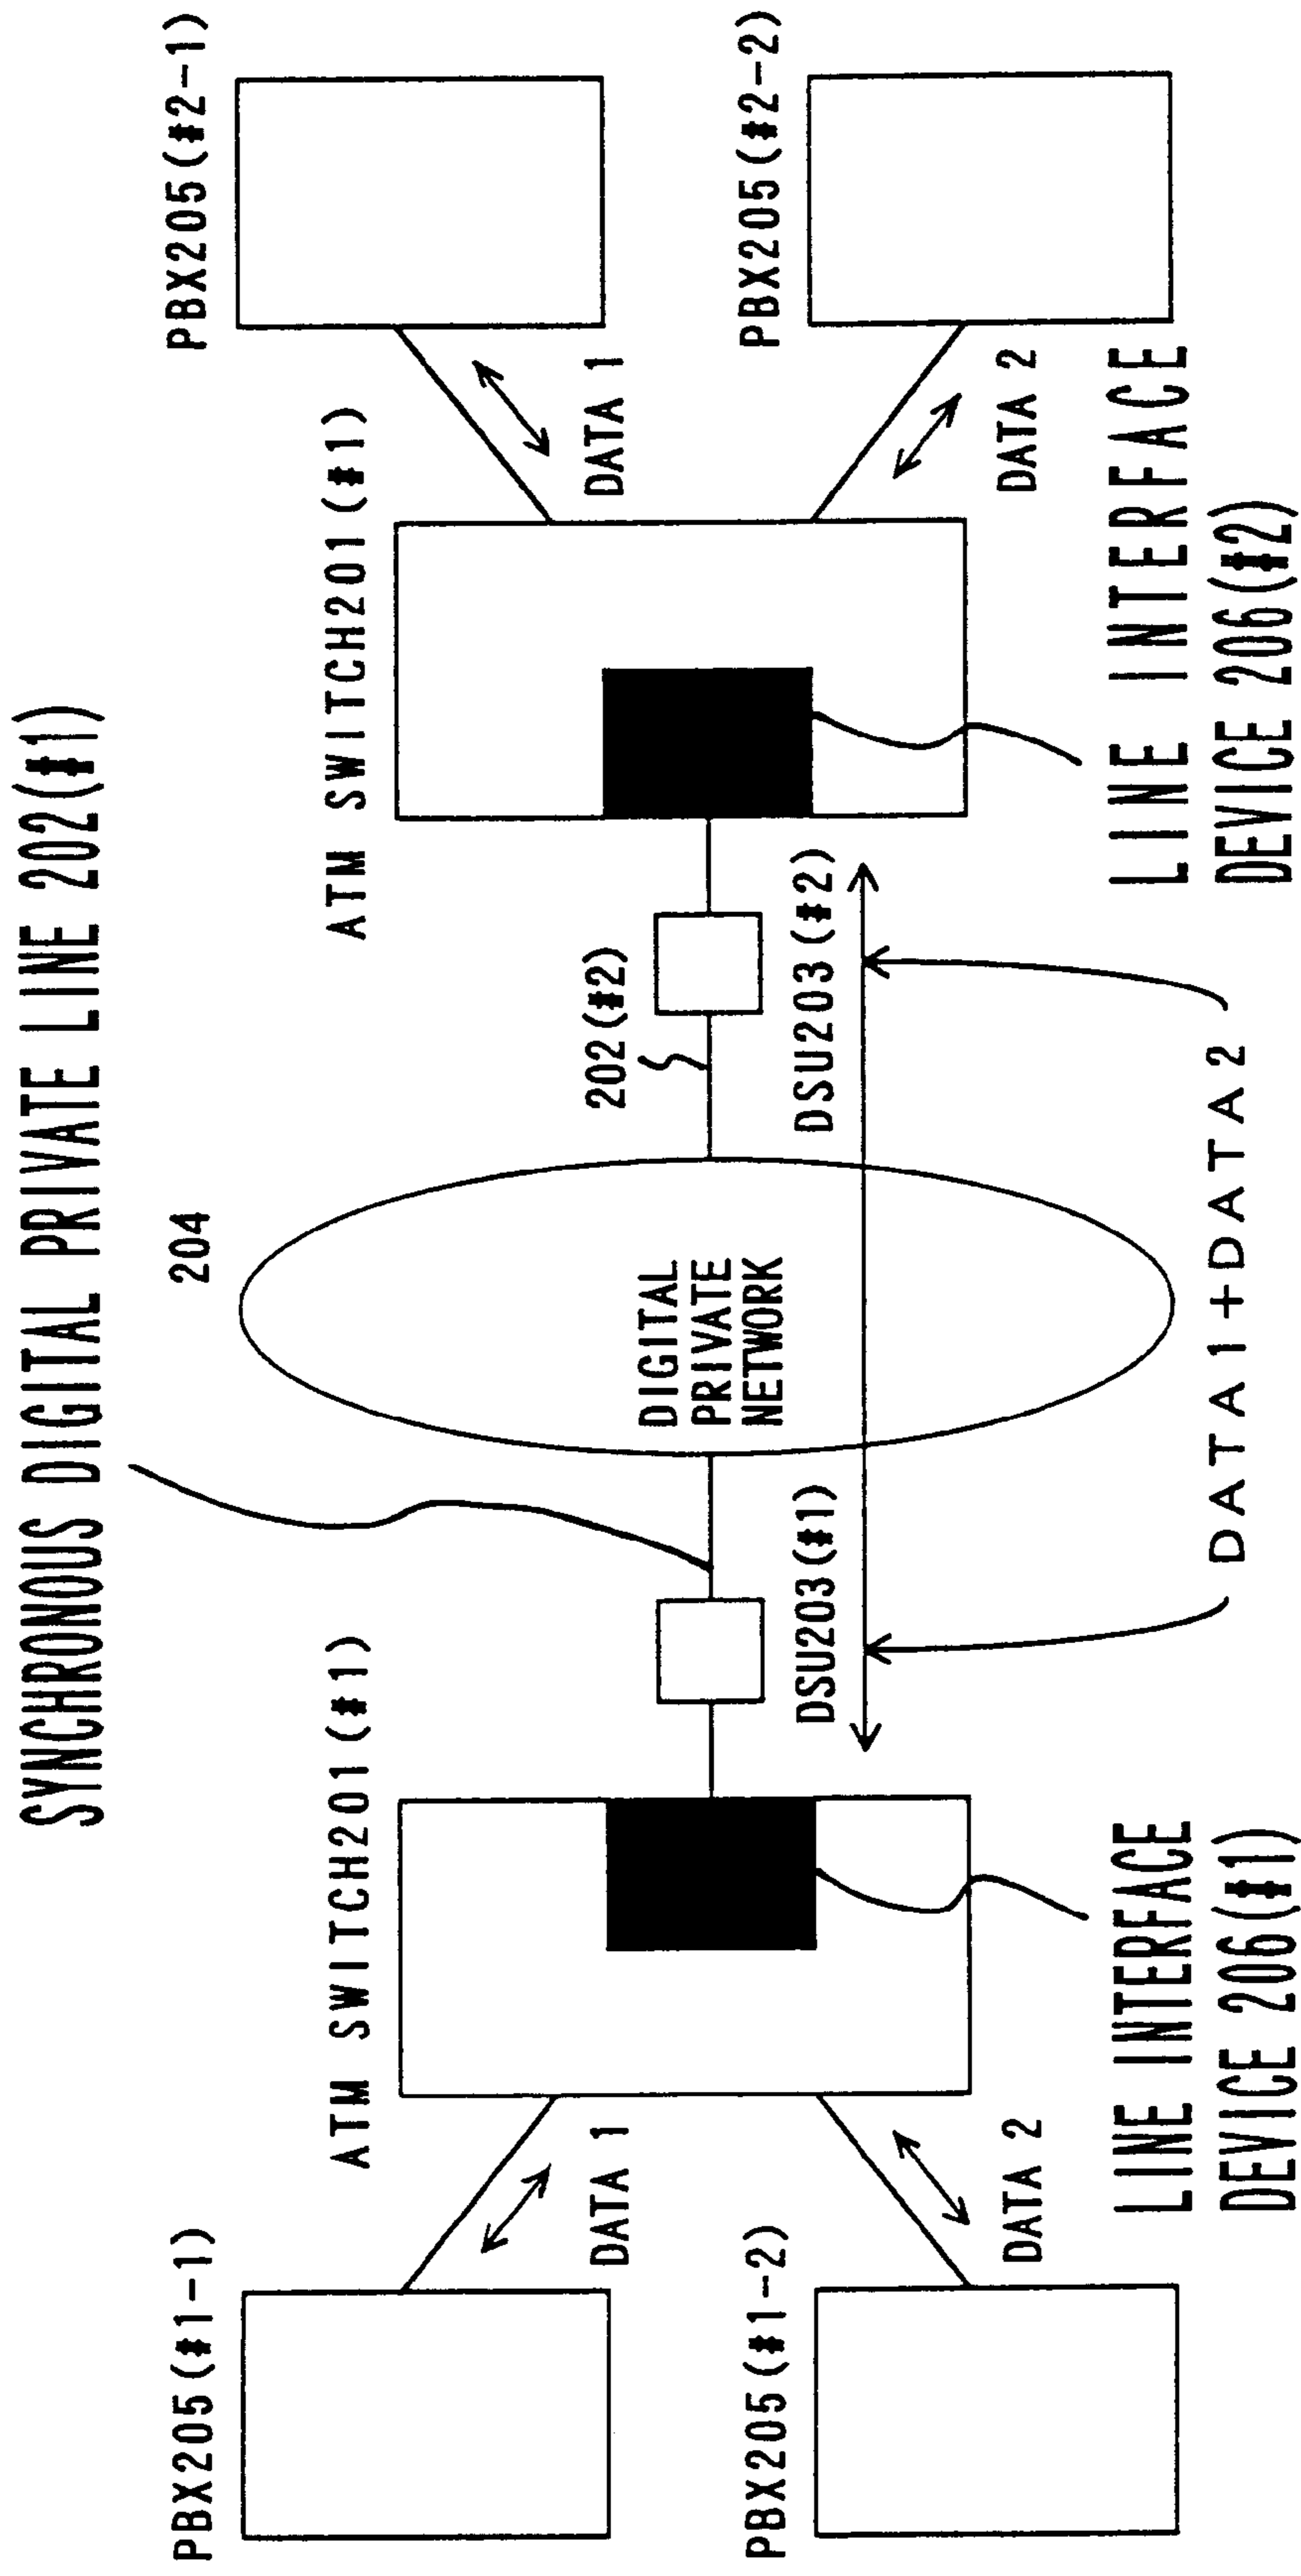 SYNCHRONOUS DIGITAL PRIVATE LINE 202(#1)
PBX205(#1-1)
204
PBX205(#2-1)
ATM SWITCH201(#1)
ATM SWITCH201(#1)
DATA 1
202(#2)
DATA 1
DIGITAL
PRIVATE
NETWORK
PBX205(#1-2)
DSU203(#1)
DSU203(#2)
PBX205(#2-2)
DATA 2
DATA 2
LINE INTERFACE
DEVICE 206(#1)
DATA1+DATA2
LINE INTERFACE
DEVICE 206(#2)